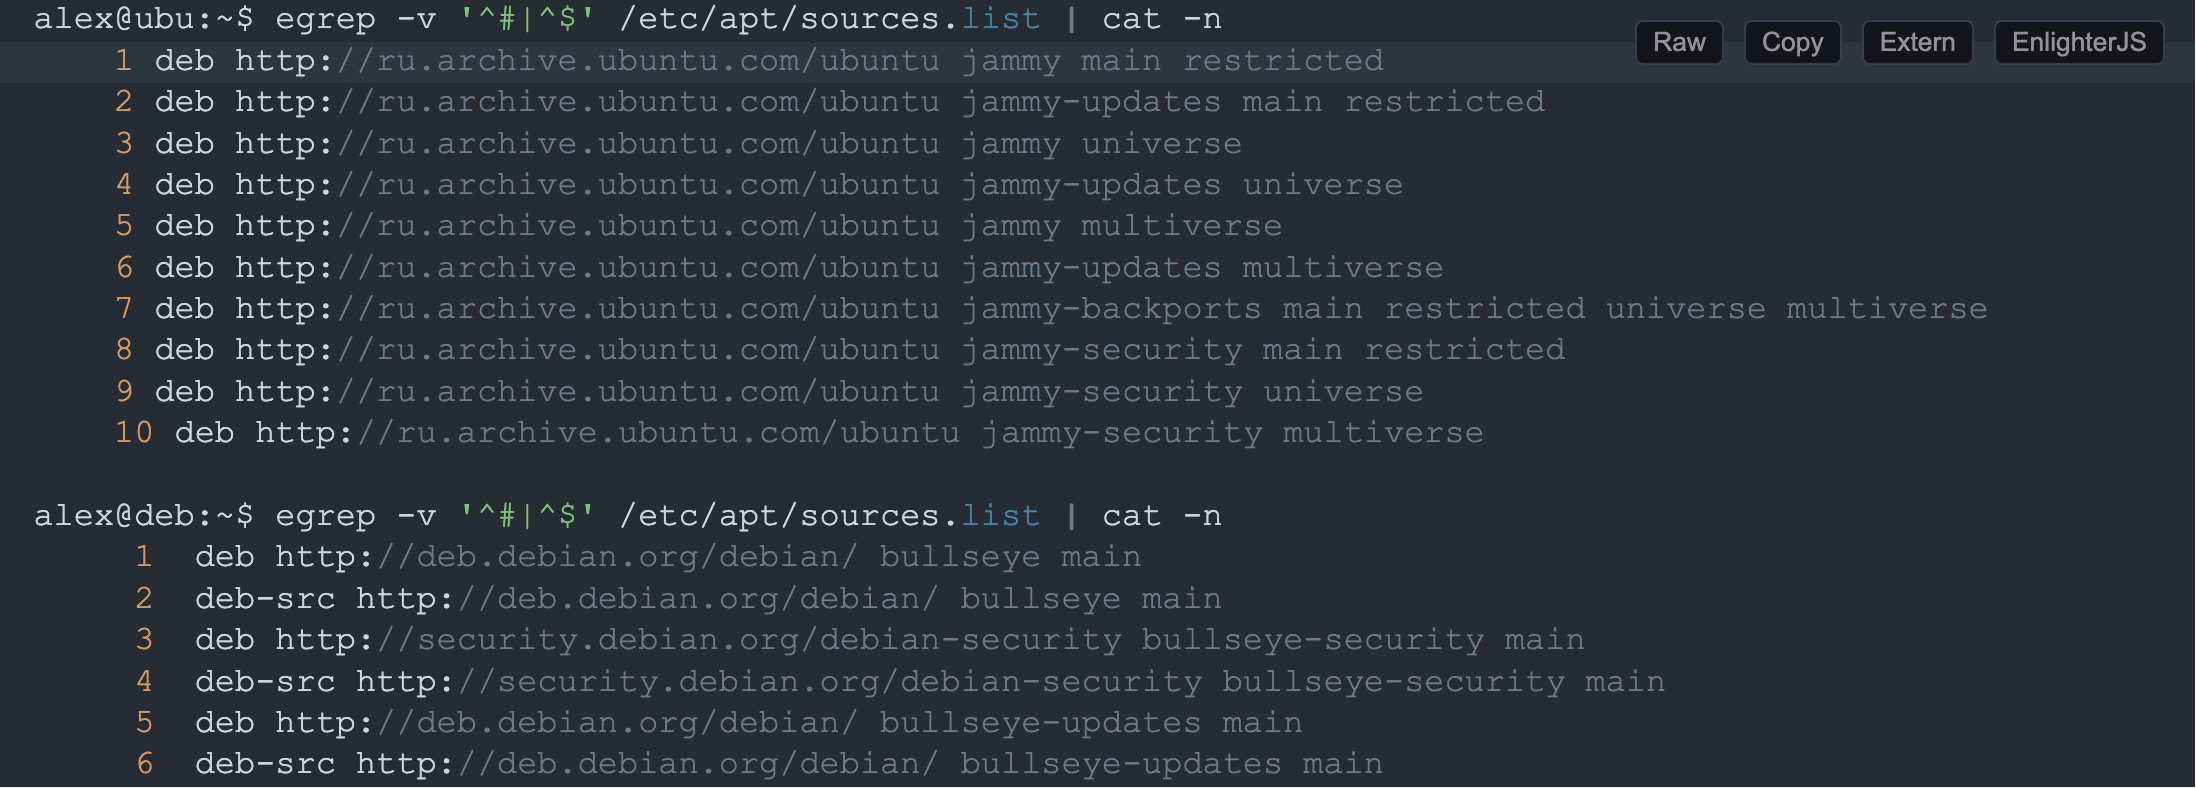 alex@ubu:~$ egrep -v '^#|^$' /etc/apt/sources.list | cat -n
Raw Copy Extern EnlighterJS
1 deb http://ru.archive.ubuntu.com/ubuntu jammy main restricted
2 deb http://ru.archive.ubuntu.com/ubuntu jammy-updates main restricted
3 deb http://ru.archive.ubuntu.com/ubuntu jammy universe
4 deb http://ru.archive.ubuntu.com/ubuntu jammy-updates universe
5 deb http://ru.archive.ubuntu.com/ubuntu jammy multiverse
6 deb http://ru.archive.ubuntu.com/ubuntu jammy-updates multiverse
7 deb http://ru.archive.ubuntu.com/ubuntu jammy-backports main restricted universe multiverse
8 deb http://ru.archive.ubuntu.com/ubuntu jammy-security main restricted
9 deb http://ru.archive.ubuntu.com/ubuntu jammy-security universe
10 deb http://ru.archive.ubuntu.com/ubuntu jammy-security multiverse
alex@deb:~$ egrep -v '^#|^$' /etc/apt/sources.list | cat -n
1  deb http://deb.debian.org/debian/ bullseye main
2  deb-src http://deb.debian.org/debian/ bullseye main
3  deb http://security.debian.org/debian-security bullseye-security main
4  deb-src http://security.debian.org/debian-security bullseye-security main
5  deb http://deb.debian.org/debian/ bullseye-updates main
6  deb-src http://deb.debian.org/debian/ bullseye-updates main